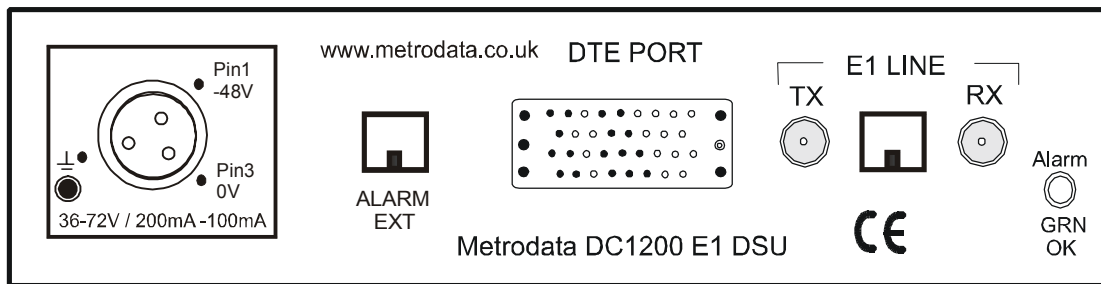 Pin1
-48V
Pin3
0V
36-72V / 200mA -100mA
www.metrodata.co.uk
ALARM
EXT
DTE PORT
E1 LINE
TX
RX
Metrodata DC1200 E1 DSU
CE
Alarm
GRN
OK